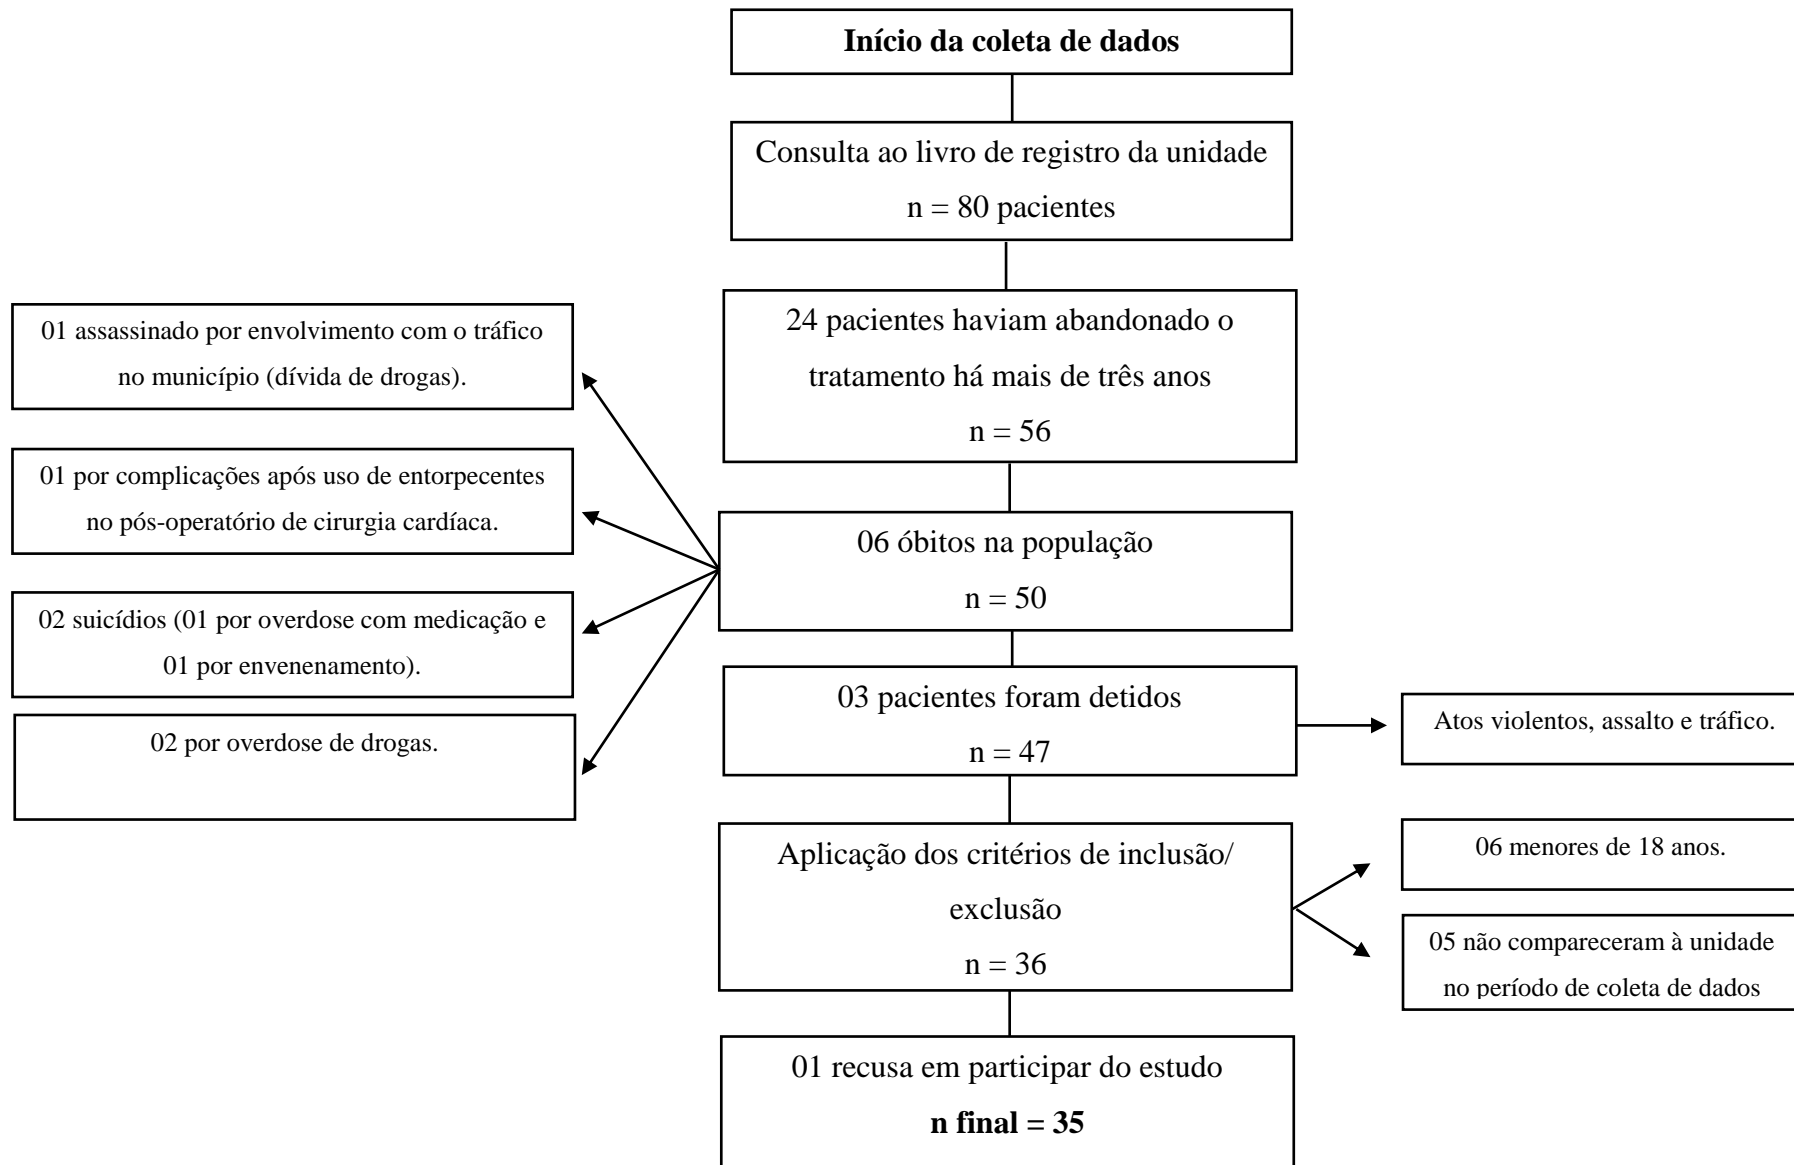 Início da coleta de dados
Consulta ao livro de registro da unidade
n = 80 pacientes
24 pacientes haviam abandonado o
tratamento há mais de três anos
n = 56
06 óbitos na população
n = 50
01 assassinado por envolvimento com o tráfico
no município (dívida de drogas).
01 por complicações após uso de entorpecentes
no pós-operatório de cirurgia cardíaca.
02 suicídios (01 por overdose com medicação e
01 por envenenamento).
02 por overdose de drogas.
03 pacientes foram detidos
n = 47
Atos violentos, assalto e tráfico.
Aplicação dos critérios de inclusão/
exclusão
n = 36
06 menores de 18 anos.
05 não compareceram à unidade
no período de coleta de dados
01 recusa em participar do estudo
n final = 35